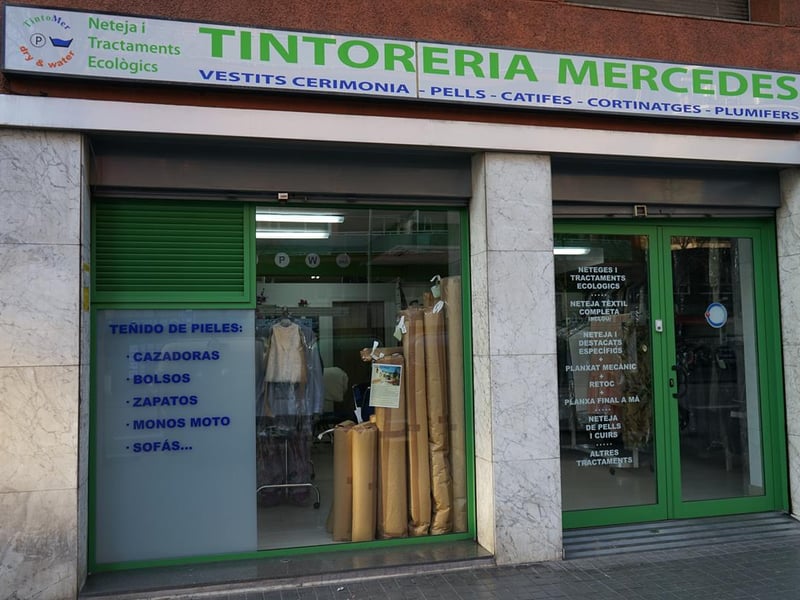 TintoMer
P
dry & water
Neteja i
Tractaments
Ecològics
TINTORERIA MERCEDES
VESTITS CERIMONIA - PELLS - CATIFES - CORTINATGES - PLUMIFERS
P W
TEÑIDO DE PIELES:
· CAZADORAS
· BOLSOS
· ZAPATOS
· MONOS MOTO
· SOFÁS...
NETEGES I
TRACTAMENTS
ECOLOGICS
.....
NETEJA TÈXTIL
COMPLETA
.....
NETEJA I
DESTACATS
ESPECÍFICS
+
PLANXAT MECÀNIC
+
RETOC
+
PLANXA FINAL A MÀ
.....
NETEJA
DE PELLS
I CUIRS
.....
ALTRES
TRACTAMENTS